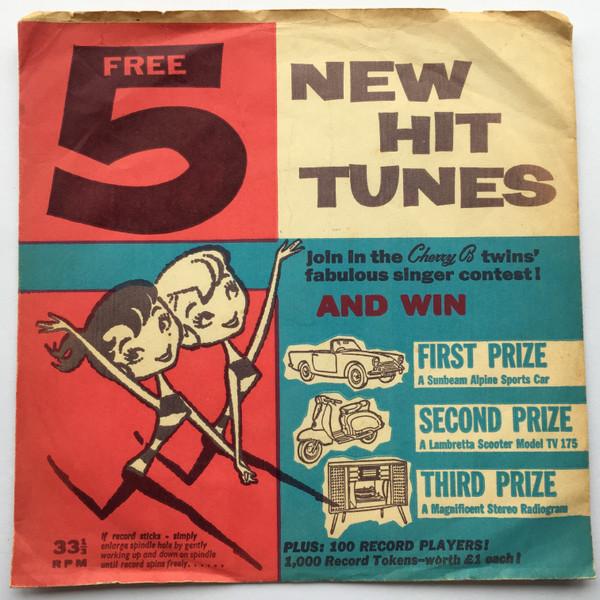 FREE
5
NEW
HIT
TUNES
join in the Cherry B twins'
fabulous singer contest!
AND WIN
FIRST PRIZE
A Sunbeam Alpine Sports Car
SECOND PRIZE
A Lambretta Scooter Model TV 175
THIRD PRIZE
A Magnificent Stereo Radiogram
33⅓
RPM
If record sticks - simply
enlarge spindle hole by gently
working up and down on spindle
until record spins freely......
PLUS: 100 RECORD PLAYERS!
1,000 Record Tokens-worth £1 each!